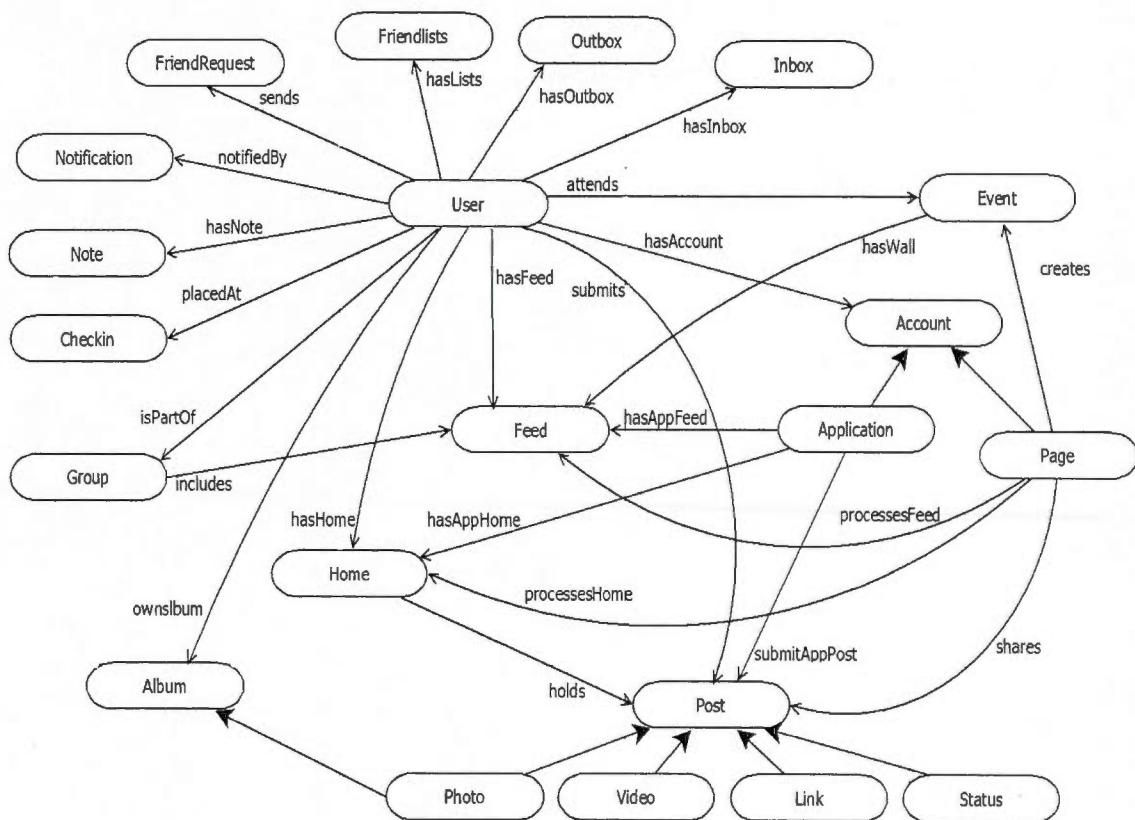 Friendlists
Outbox
FriendRequest
Inbox
sends
hasLists
hasOutbox
hasInbox
Notification
notifiedBy
attends
User
Event
hasNote
Note
hasAccount
hasWall
hasFeed
submits
creates
placedAt
Checkin
Account
isPartOf
Feed
hasAppFeed
Application
Page
Group
includes
hasHome
hasAppHome
processesFeed
Home
processesHome
ownslbum
submitAppPost
shares
Album
holds
Post
Photo
Video
Link
Status